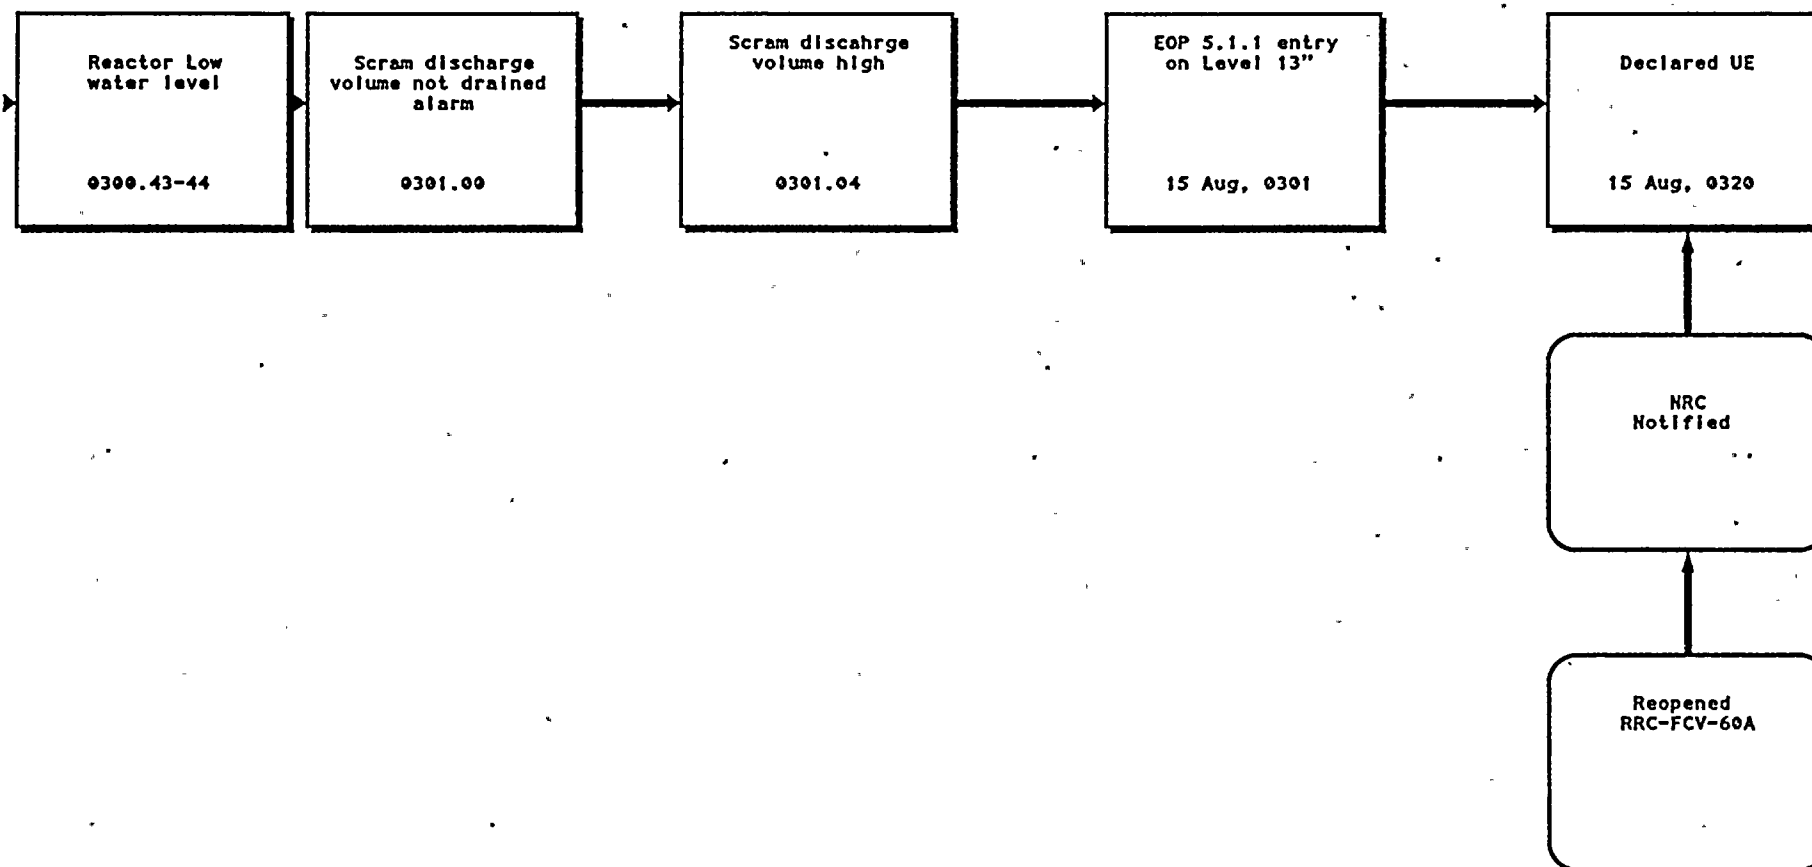 Reactor Low
water level
0300.43-44
Scram discharge
volume not drained
alarm
0301.00
Scram discahrge
volume high
0301.04
EOP 5.1.1 entry
on Level 13"
15 Aug, 0301
Declared UE
15 Aug, 0320
NRC
Notified
Reopened
RRC-FCV-60A